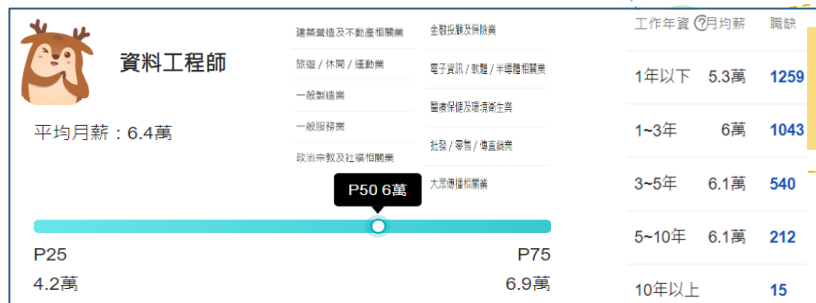 資料工程師
平均月薪：6.4萬
建築營造及不動產相關業
旅遊 / 休閒 / 運動業
一般製造業
一般服務業
政治宗教及社福相關業
金融投顧及保險業
電子資訊 / 軟體 / 半導體相關業
醫療保健及環境衛生業
批發 / 零售 / 傳直銷業
大眾傳播相關業
P50 6萬
P25
P75
4.2萬
6.9萬
工作年資 ? 月均薪 職缺
1年以下 5.3萬 1259
1~3年 6萬 1043
3~5年 6.1萬 540
5~10年 6.1萬 212
10年以上 15